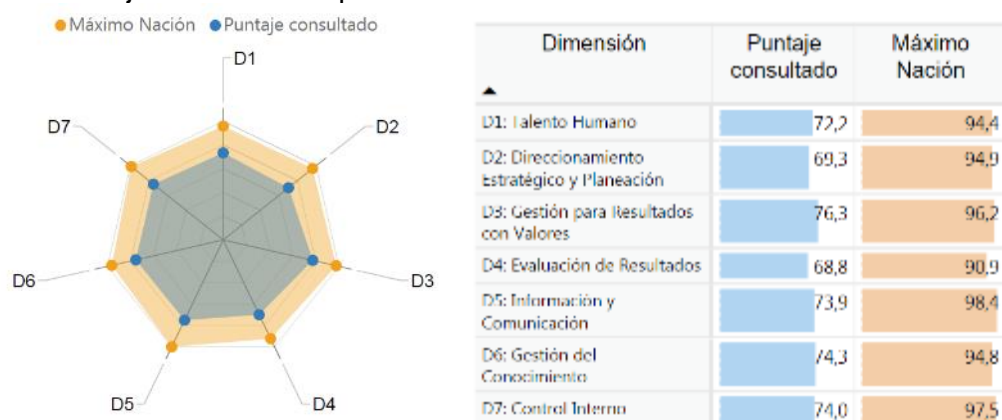 Máximo Nación Puntaje consultado
D1
D2
D3
D4
D5
D6
D7
Dimensión Puntaje consultado Máximo Nación
D1: Talento Humano 72,2 94,4
D2: Direccionamiento
Estratégico y Planeación 69,3 94,9
D3: Gestión para Resultados
con Valores 76,3 96,2
D4: Evaluación de Resultados 68,8 90,9
D5: Información y
Comunicación 73,9 98,4
D6: Gestión del
Conocimiento 74,3 94,8
D7: Control Interno 74,0 97,5